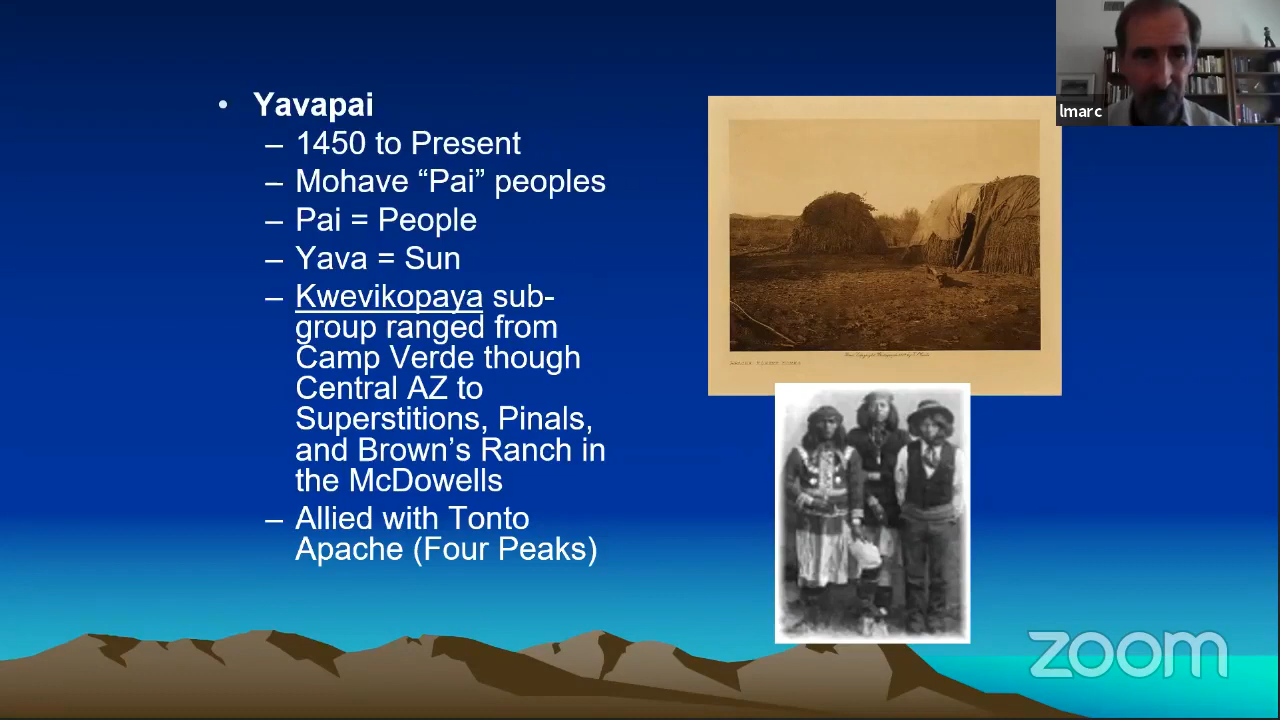 • Yavapai
– 1450 to Present
– Mohave “Pai” peoples
– Pai = People
– Yava = Sun
– Kwevikopaya sub-
group ranged from
Camp Verde though
Central AZ to
Superstitions, Pinals,
and Brown’s Ranch in
the McDowells
– Allied with Tonto
Apache (Four Peaks)
lmarc
zoom